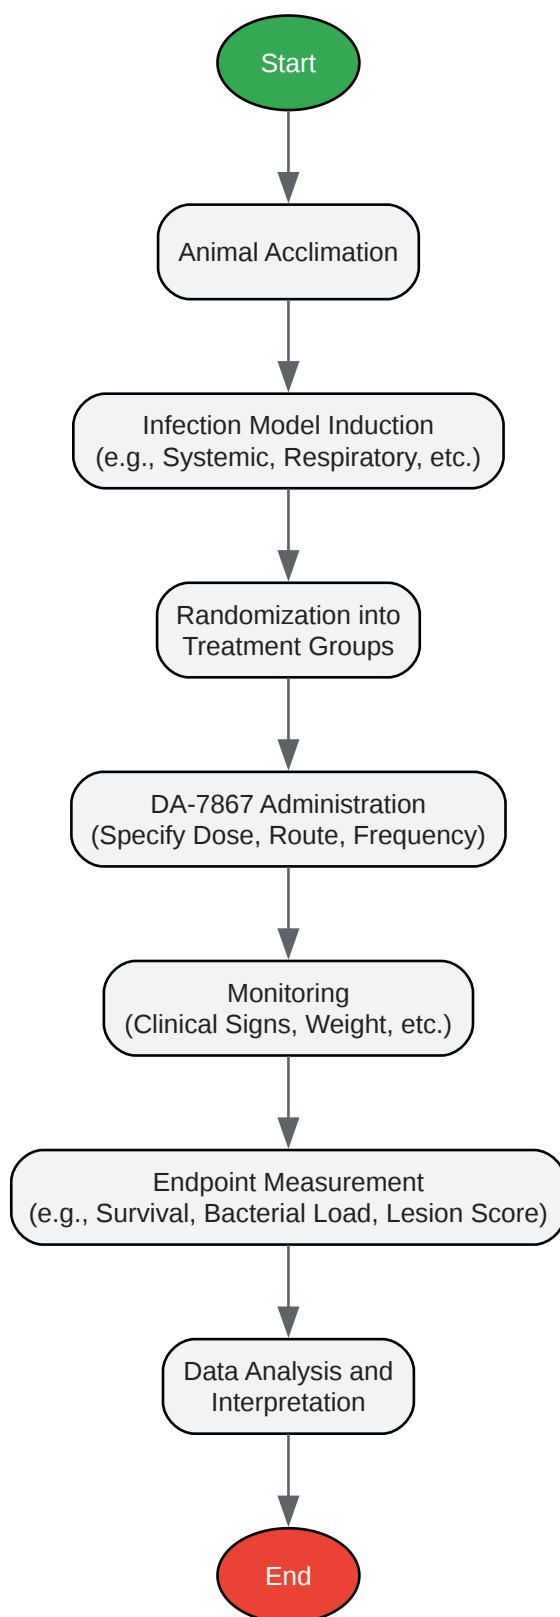 Start
Animal Acclimation
Infection Model Induction
(e.g., Systemic, Respiratory, etc.)
Randomization into
Treatment Groups
DA-7867 Administration
(Specify Dose, Route, Frequency)
Monitoring
(Clinical Signs, Weight, etc.)
Endpoint Measurement
(e.g., Survival, Bacterial Load, Lesion Score)
Data Analysis and
Interpretation
End